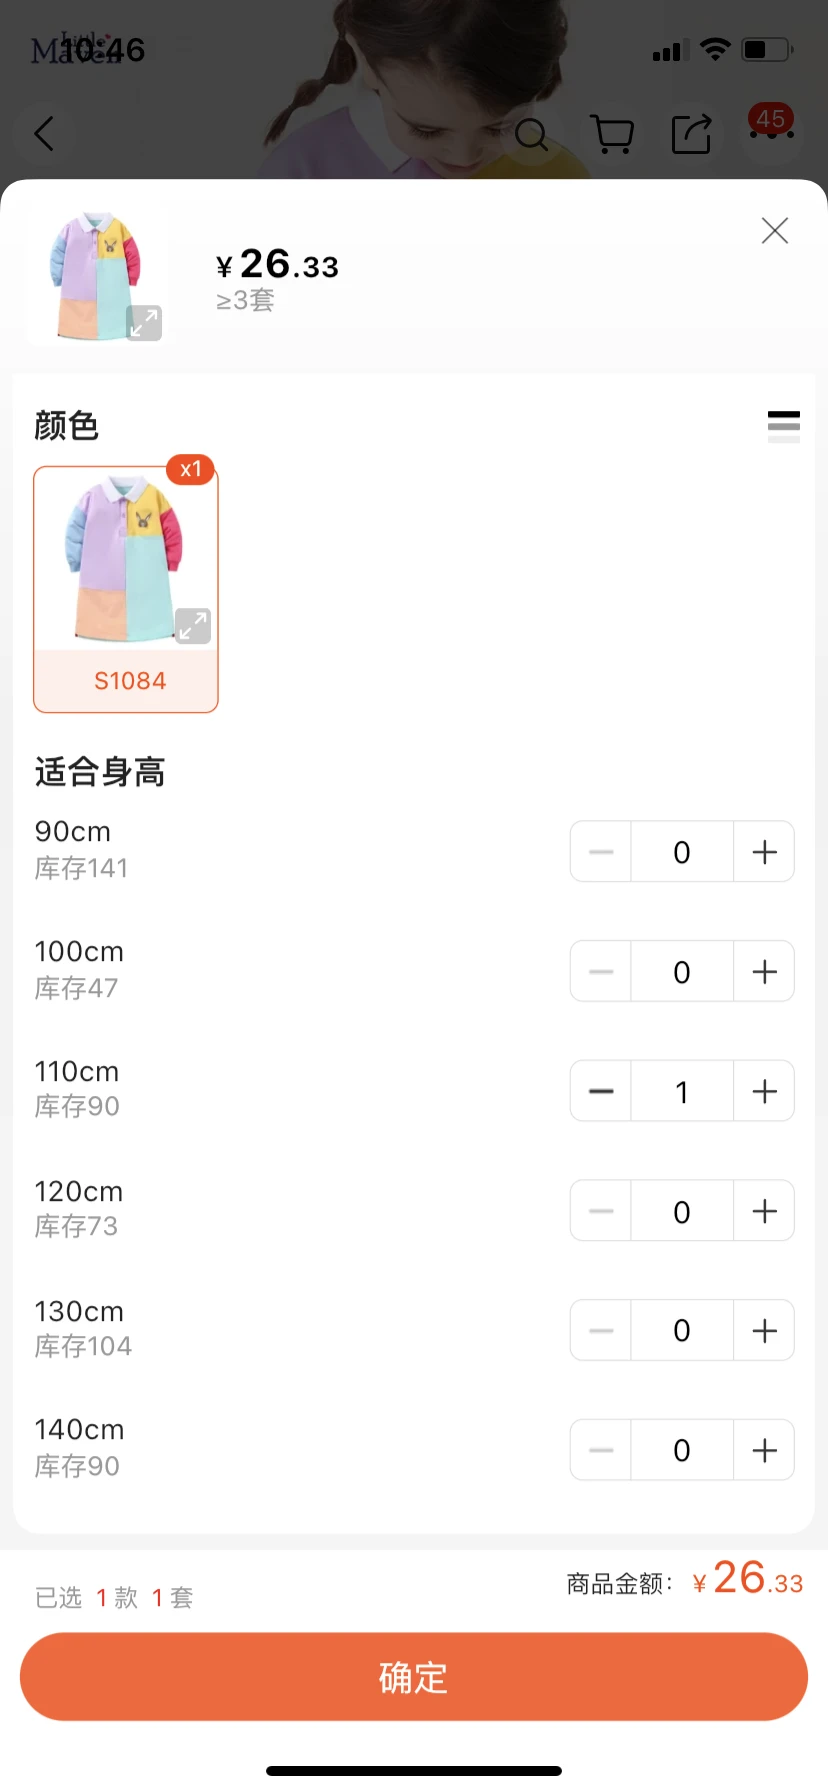 Little
Maven
10:46
45
¥26.33
≥3套
颜色
x1
S1084
适合身高
90cm
库存141
0
100cm
库存47
0
110cm
库存90
1
120cm
库存73
0
130cm
库存104
0
140cm
库存90
0
已选 1 款 1 套
商品金额: ¥26.33
确定